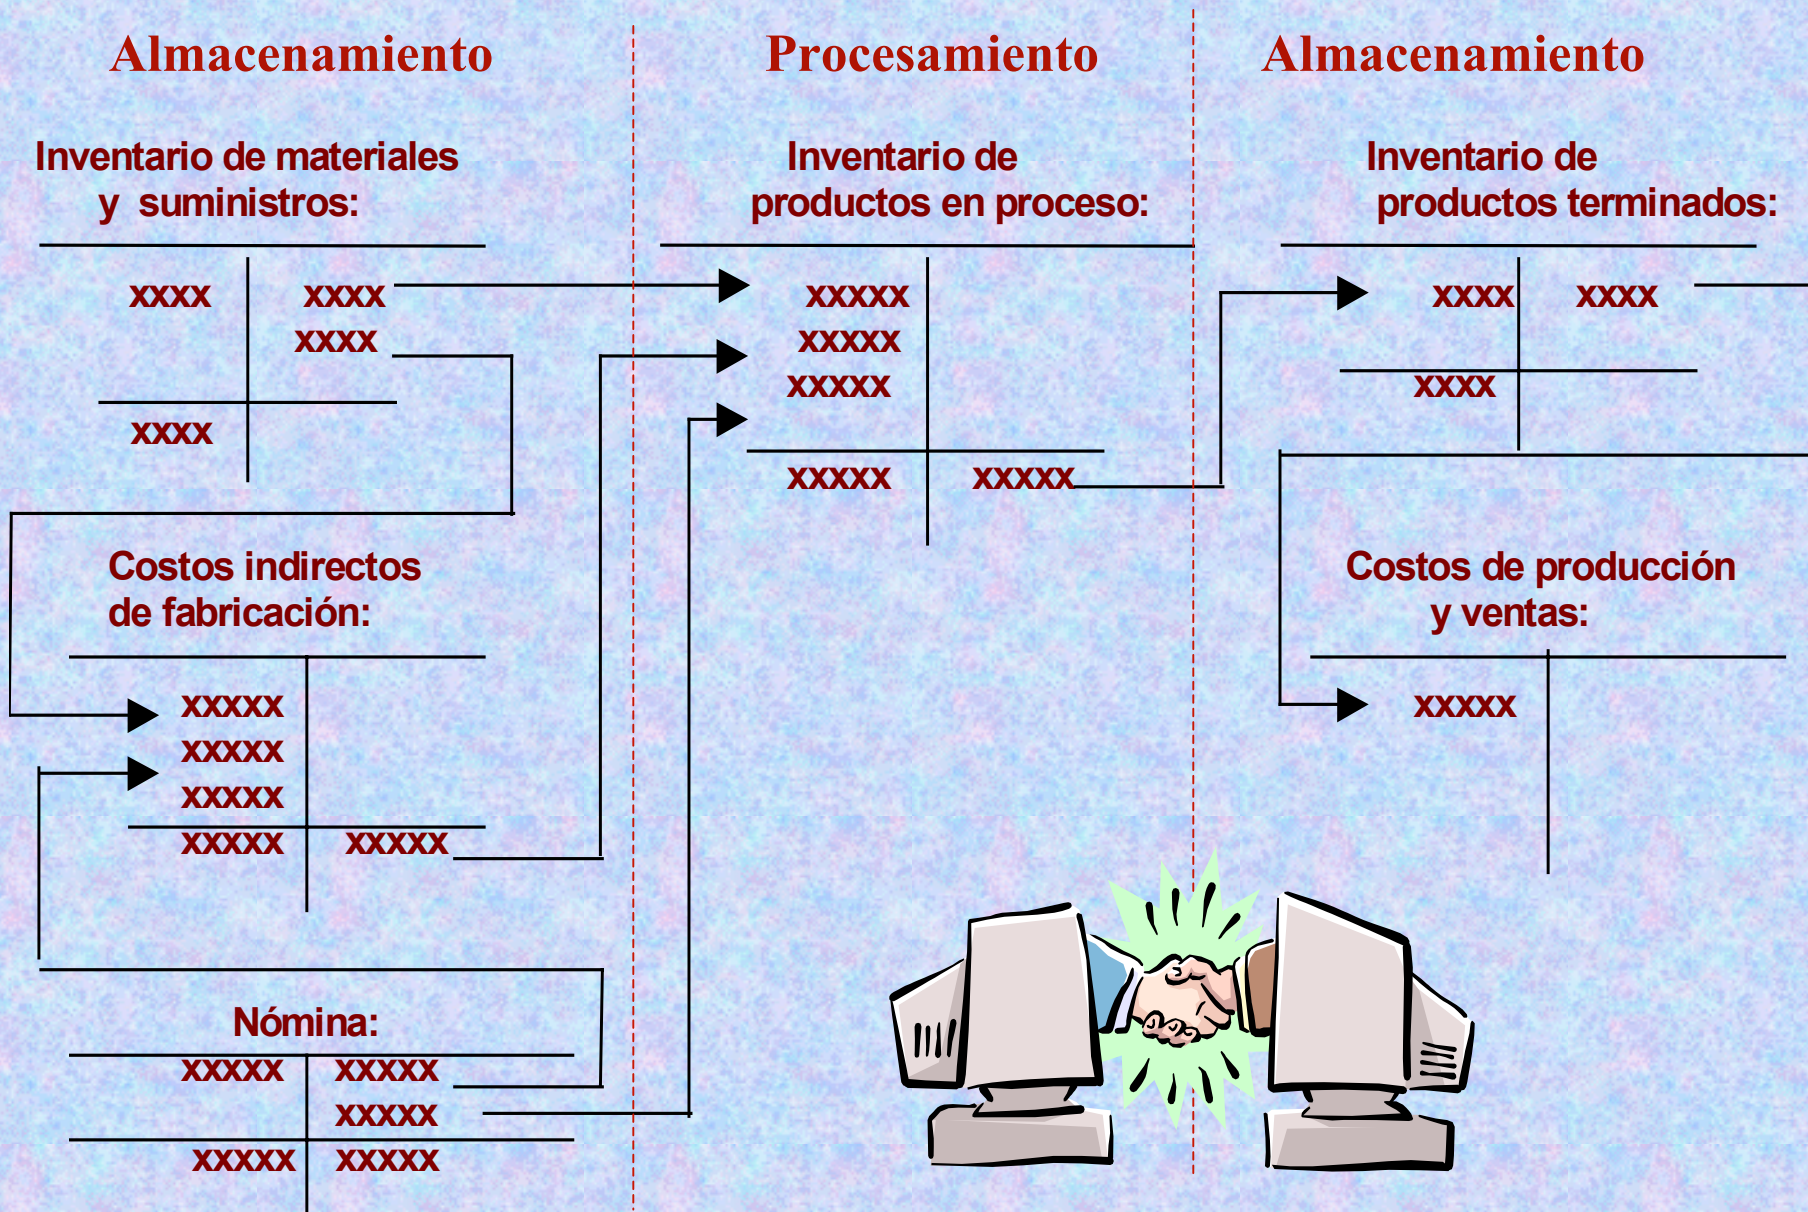 Almacenamiento
Procesamiento
Almacenamiento
Inventario de materiales
y suministros:
xxxx xxxx
xxxx
xxxx
Costos indirectos
de fabricación:
xxxxx
xxxxx
xxxxx
xxxxx xxxxx
Nómina:
xxxxx xxxxx
xxxxx
xxxxx xxxxx
Inventario de
productos en proceso:
xxxxx
xxxxx
xxxxx
xxxxx xxxxx
Inventario de
productos terminados:
xxxx xxxx
xxxx
Costos de producción
y ventas:
xxxxx